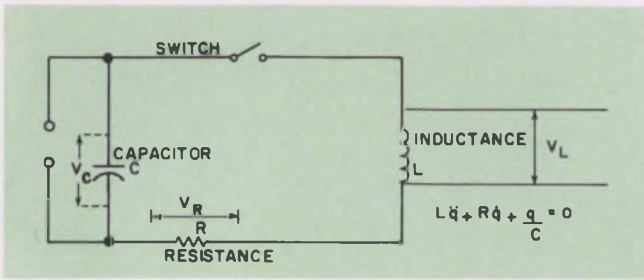 SWITCH
CAPACITOR
C
V_C
INDUCTANCE
L
V_L
V_R
R
RESISTANCE
Lq̈ + Rq̇ + q/C = 0